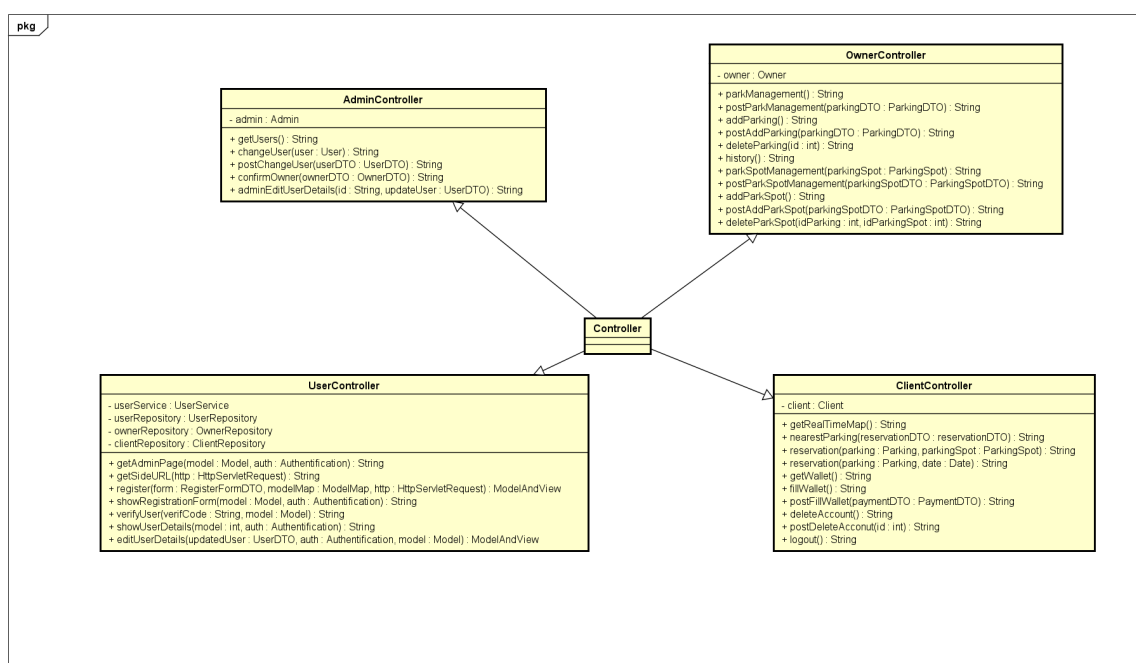 pkg
AdminController
- admin : Admin
+ getUsers() : String
+ changeUser(user : User) : String
+ postChangeUser(userDTO : UserDTO) : String
+ confirmOwner(ownerDTO : OwnerDTO) : String
+ adminEditUserDetails(id : String, updateUser : UserDTO) : String
OwnerController
- owner : Owner
+ parkManagement() : String
+ postParkManagement(parkingDTO : ParkingDTO) : String
+ addParking() : String
+ postAddParking(parkingDTO : ParkingDTO) : String
+ deleteParking(id : int) : String
+ history() : String
+ parkSpotManagement(parkingSpot : ParkingSpot) : String
+ postParkSpotManagement(parkingSpotDTO : ParkingSpotDTO) : String
+ addParkSpot() : String
+ postAddParkSpot(parkingSpotDTO : ParkingSpotDTO) : String
+ deleteParkSpot(idParking : int, idParkingSpot : int) : String
Controller
UserController
- userService : UserService
- userRepository : UserRepository
- ownerRepository : OwnerRepository
- clientRepository : ClientRepository
+ getAdminPage(model : Model, auth : Authentification) : String
+ getSideURL(http : HttpServletRequest) : String
+ register(form : RegisterFormDTO, modelMap : ModelMap, http : HttpServletRequest) : ModelAndView
+ showRegistrationForm(model : Model, auth : Authentification) : String
+ verifyUser(verifCode : String, model : Model) : String
+ showUserDetails(model : int, auth : Authentification) : String
+ editUserDetails(updatedUser : UserDTO, auth : Authentification, model : Model) : ModelAndView
ClientController
- client : Client
+ getRealTimeMap() : String
+ nearestParking(reservationDTO : reservationDTO) : String
+ reservation(parking : Parking, parkingSpot : ParkingSpot) : String
+ reservation(parking : Parking, date : Date) : String
+ getWallet() : String
+ fillWallet() : String
+ postFillWallet(paymentDTO : PaymentDTO) : String
+ deleteAccount() : String
+ postDeleteAcconut(id : int) : String
+ logout() : String